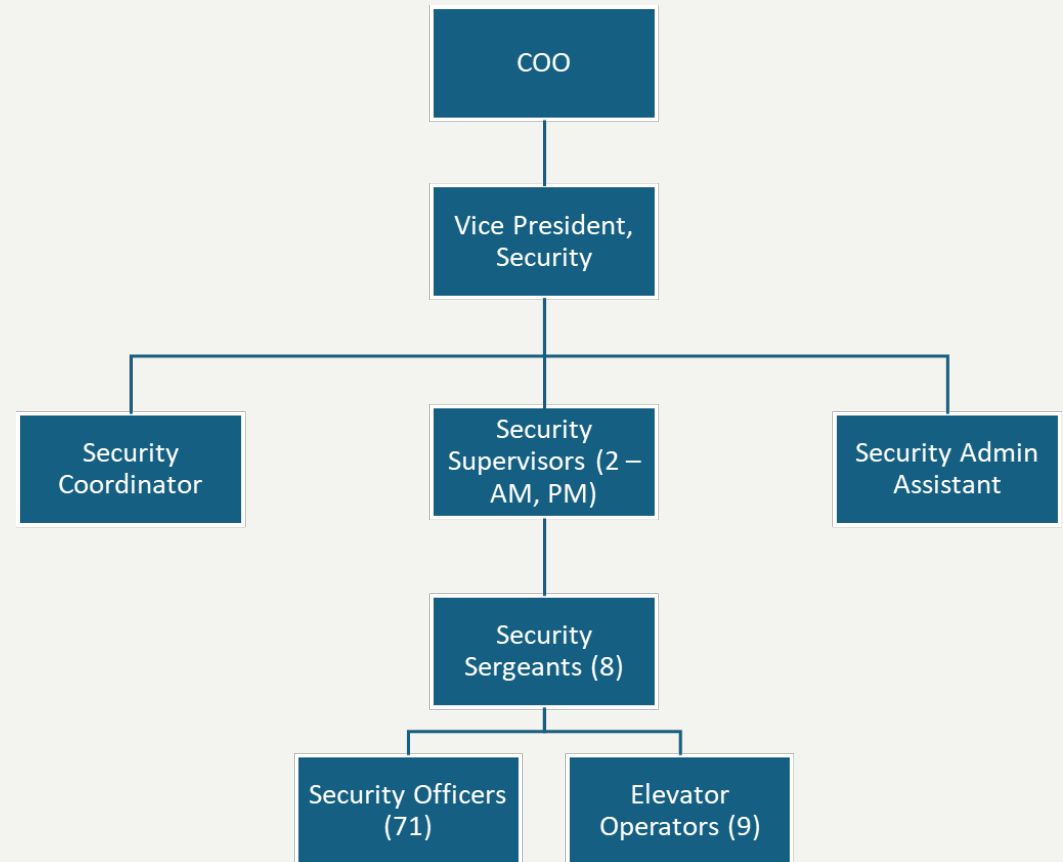 COO
Vice President,
Security
Security
Coordinator
Security
Supervisors (2 –
AM, PM)
Security Admin
Assistant
Security
Sergeants (8)
Security Officers
(71)
Elevator
Operators (9)